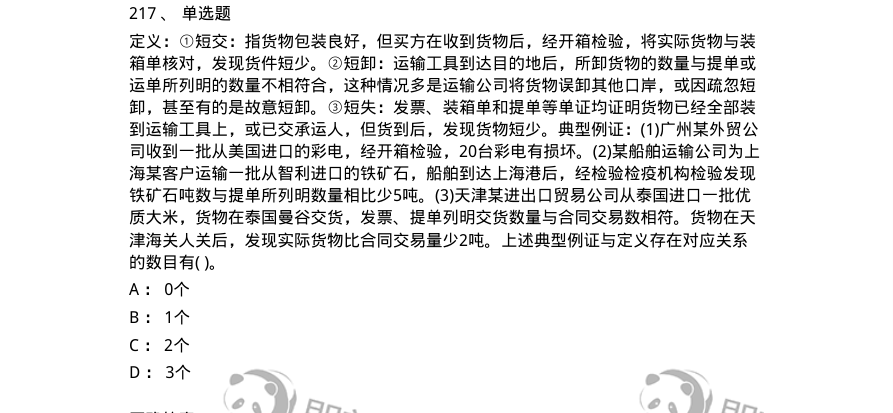 217 、 单选题
定义：①短交：指货物包装良好，但买方在收到货物后，经开箱检验，将实际货物与装
箱单核对，发现货件短少。②短卸：运输工具到达目的地后，所卸货物的数量与提单或
运单所列明的数量不相符合，这种情况多是运输公司将货物误卸其他口岸，或因疏忽短
卸，甚至有的是故意短卸。③短失：发票、装箱单和提单等单证均证明货物已经全部装
到运输工具上，或已交承运人，但货到后，发现货物短少。典型例证：(1)广州某外贸公
司收到一批从美国进口的彩电，经开箱检验，20台彩电有损坏。(2)某船舶运输公司为上
海某客户运输一批从智利进口的铁矿石，船舶到达上海港后，经检验检疫机构检验发现
铁矿石吨数与提单所列明数量相比少5吨。(3)天津某进出口贸易公司从泰国进口一批优
质大米，货物在泰国曼谷交货，发票、提单列明交货数量与合同交易数相符。货物在天
津海关人关后，发现实际货物比合同交易量少2吨。上述典型例证与定义存在对应关系
的数目有( )。
A： 0个
B： 1个
C： 2个
D： 3个